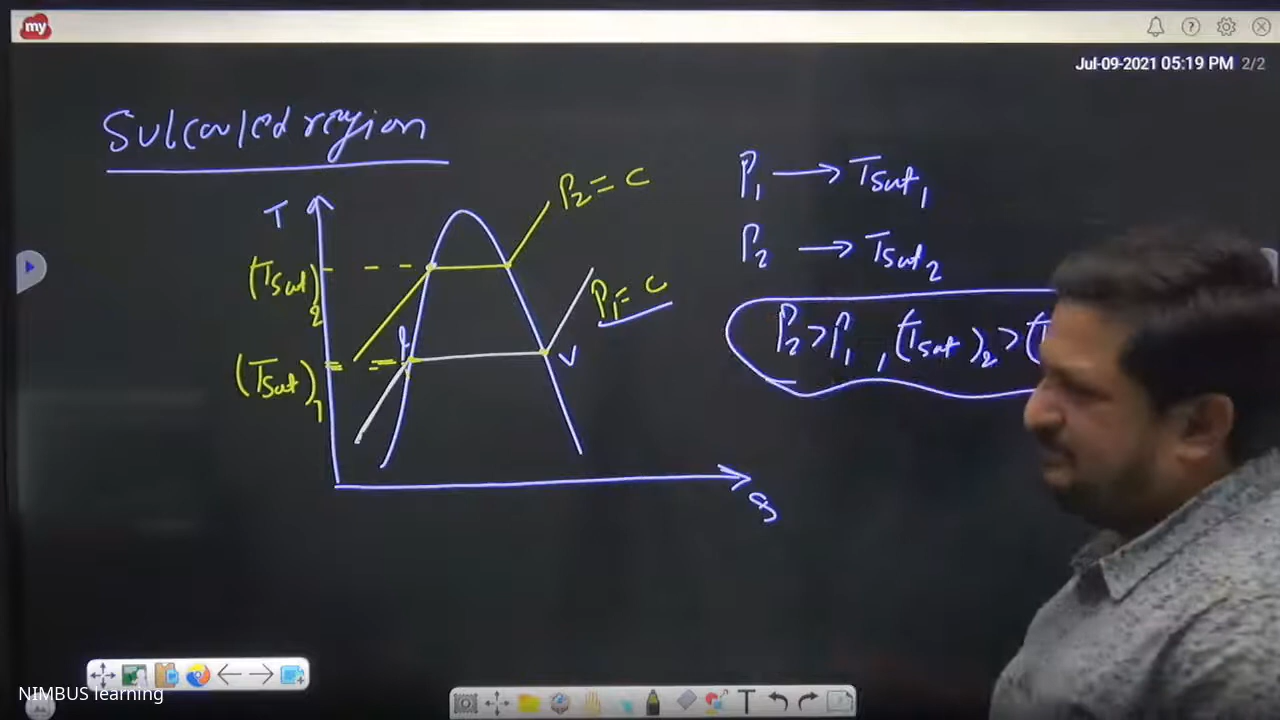 my
Jul-09-2021 05:19 PM 2/2
Subcooled region
T
P₂ = C
(Tsat)₂
P₁ = C
(Tsat)₁
f
v
s
P₁ → Tsat₁
P₂ → Tsat₂
P₂ > P₁, (Tsat)₂ > (T
T
NIMBUS learning